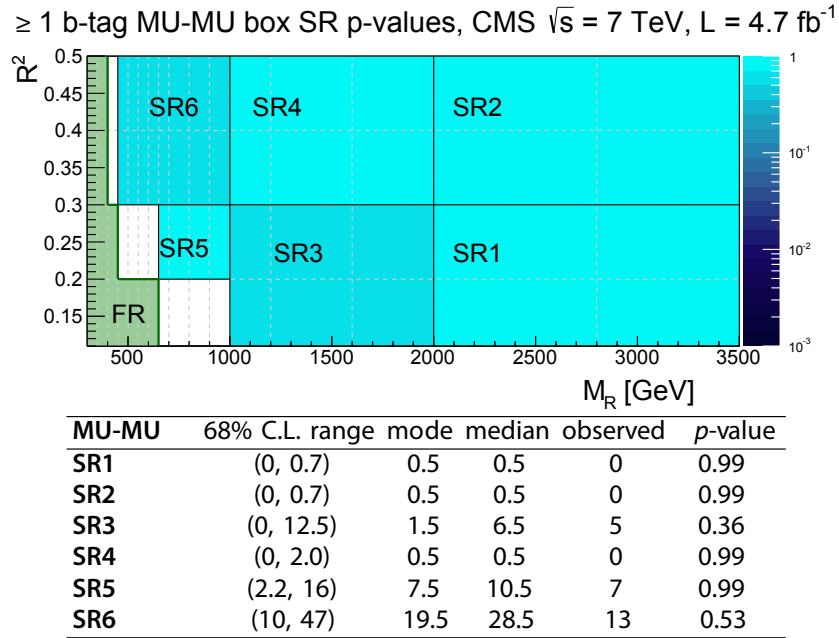 ≥ 1 b-tag MU-MU box SR p-values, CMS √s = 7 TeV, L = 4.7 fb⁻¹
R²
0.5
0.45
0.4
0.35
0.3
0.25
0.2
0.15
SR6 SR4 SR2
SR5 SR3 SR1
FR
1
10⁻¹
10⁻²
10⁻³
500 1000 1500 2000 2500 3000 3500
M_R [GeV]
MU-MU 68% C.L. range mode median observed p-value
SR1 (0, 0.7) 0.5 0.5 0 0.99
SR2 (0, 0.7) 0.5 0.5 0 0.99
SR3 (0, 12.5) 1.5 6.5 5 0.36
SR4 (0, 2.0) 0.5 0.5 0 0.99
SR5 (2.2, 16) 7.5 10.5 7 0.99
SR6 (10, 47) 19.5 28.5 13 0.53